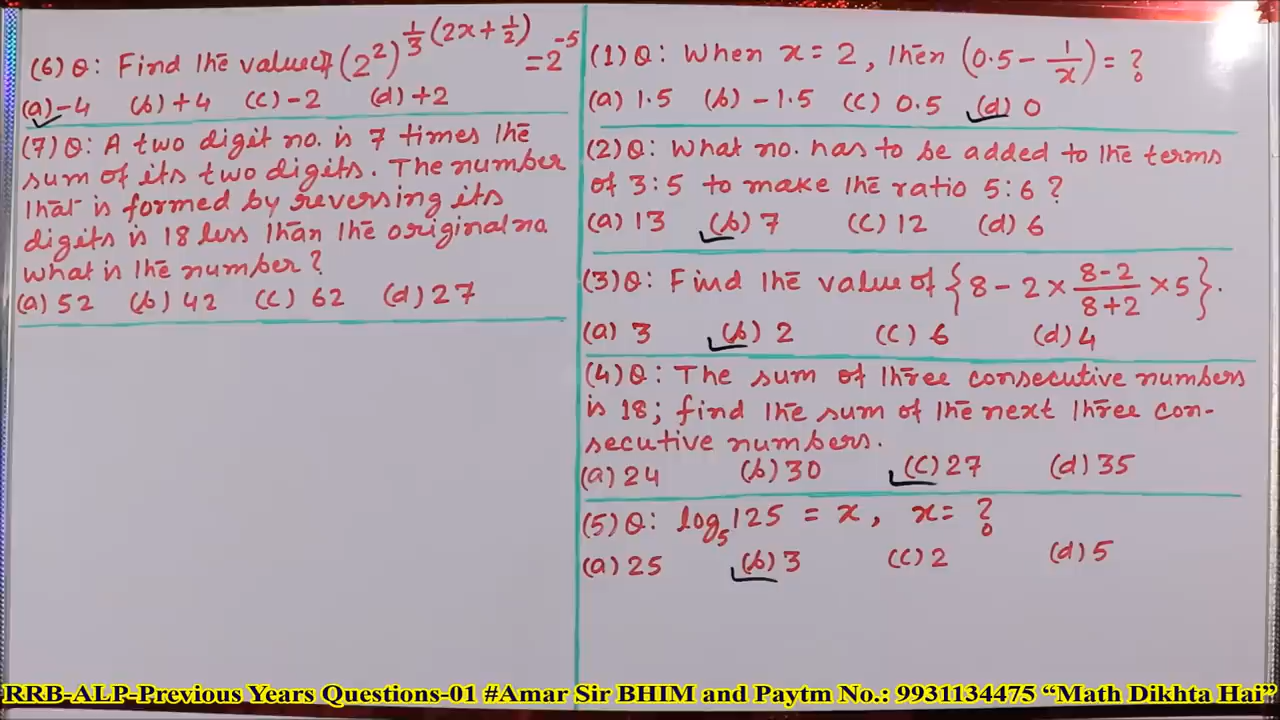 (6) Q: Find the value of (2²)^⅓(2x+½) = 2⁻⁵
(a) -4 (b) +4 (c) -2 (d) +2
(7) Q: A two digit no. is 7 times the
sum of its two digits. The number
that is formed by reversing its
digits is 18 less than the original no.
what is the number?
(a) 52 (b) 42 (c) 62 (d) 27
(1) Q: When x = 2, then (0.5 - 1/x) = ?
(a) 1.5 (b) -1.5 (c) 0.5 (d) 0
(2) Q: What no. has to be added to the terms
of 3:5 to make the ratio 5:6?
(a) 13 (b) 7 (c) 12 (d) 6
(3) Q: Find the value of {8 - 2 × (8-2)/(8+2) × 5}.
(a) 3 (b) 2 (c) 6 (d) 4
(4) Q: The sum of three consecutive numbers
is 18; find the sum of the next three con-
secutive numbers.
(a) 24 (b) 30 (c) 27 (d) 35
(5) Q: log₅125 = x, x = ?
(a) 25 (b) 3 (c) 2 (d) 5
RRB-ALP-Previous Years Questions-01 #Amar Sir BHIM and Paytm No.: 9931134475 “Math Dikhta Hai”